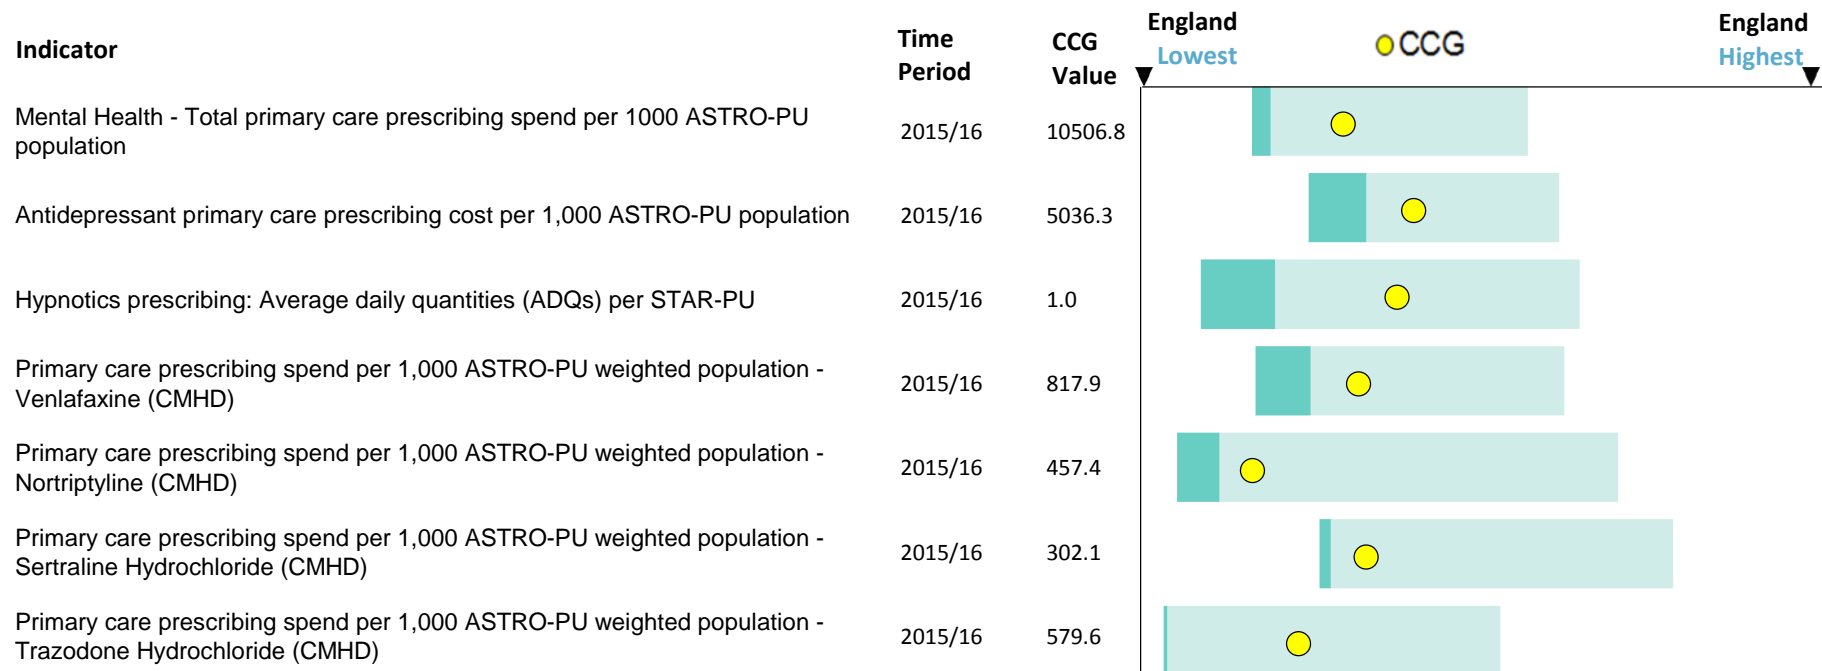 Indicator
Time
Period
CCG
Value
England
Lowest
CCG
England
Highest
Mental Health - Total primary care prescribing spend per 1000 ASTRO-PU
population
2015/16
10506.8
Antidepressant primary care prescribing cost per 1,000 ASTRO-PU population
2015/16
5036.3
Hypnotics prescribing: Average daily quantities (ADQs) per STAR-PU
2015/16
1.0
Primary care prescribing spend per 1,000 ASTRO-PU weighted population -
Venlafaxine (CMHD)
2015/16
817.9
Primary care prescribing spend per 1,000 ASTRO-PU weighted population -
Nortriptyline (CMHD)
2015/16
457.4
Primary care prescribing spend per 1,000 ASTRO-PU weighted population -
Sertraline Hydrochloride (CMHD)
2015/16
302.1
Primary care prescribing spend per 1,000 ASTRO-PU weighted population -
Trazodone Hydrochloride (CMHD)
2015/16
579.6